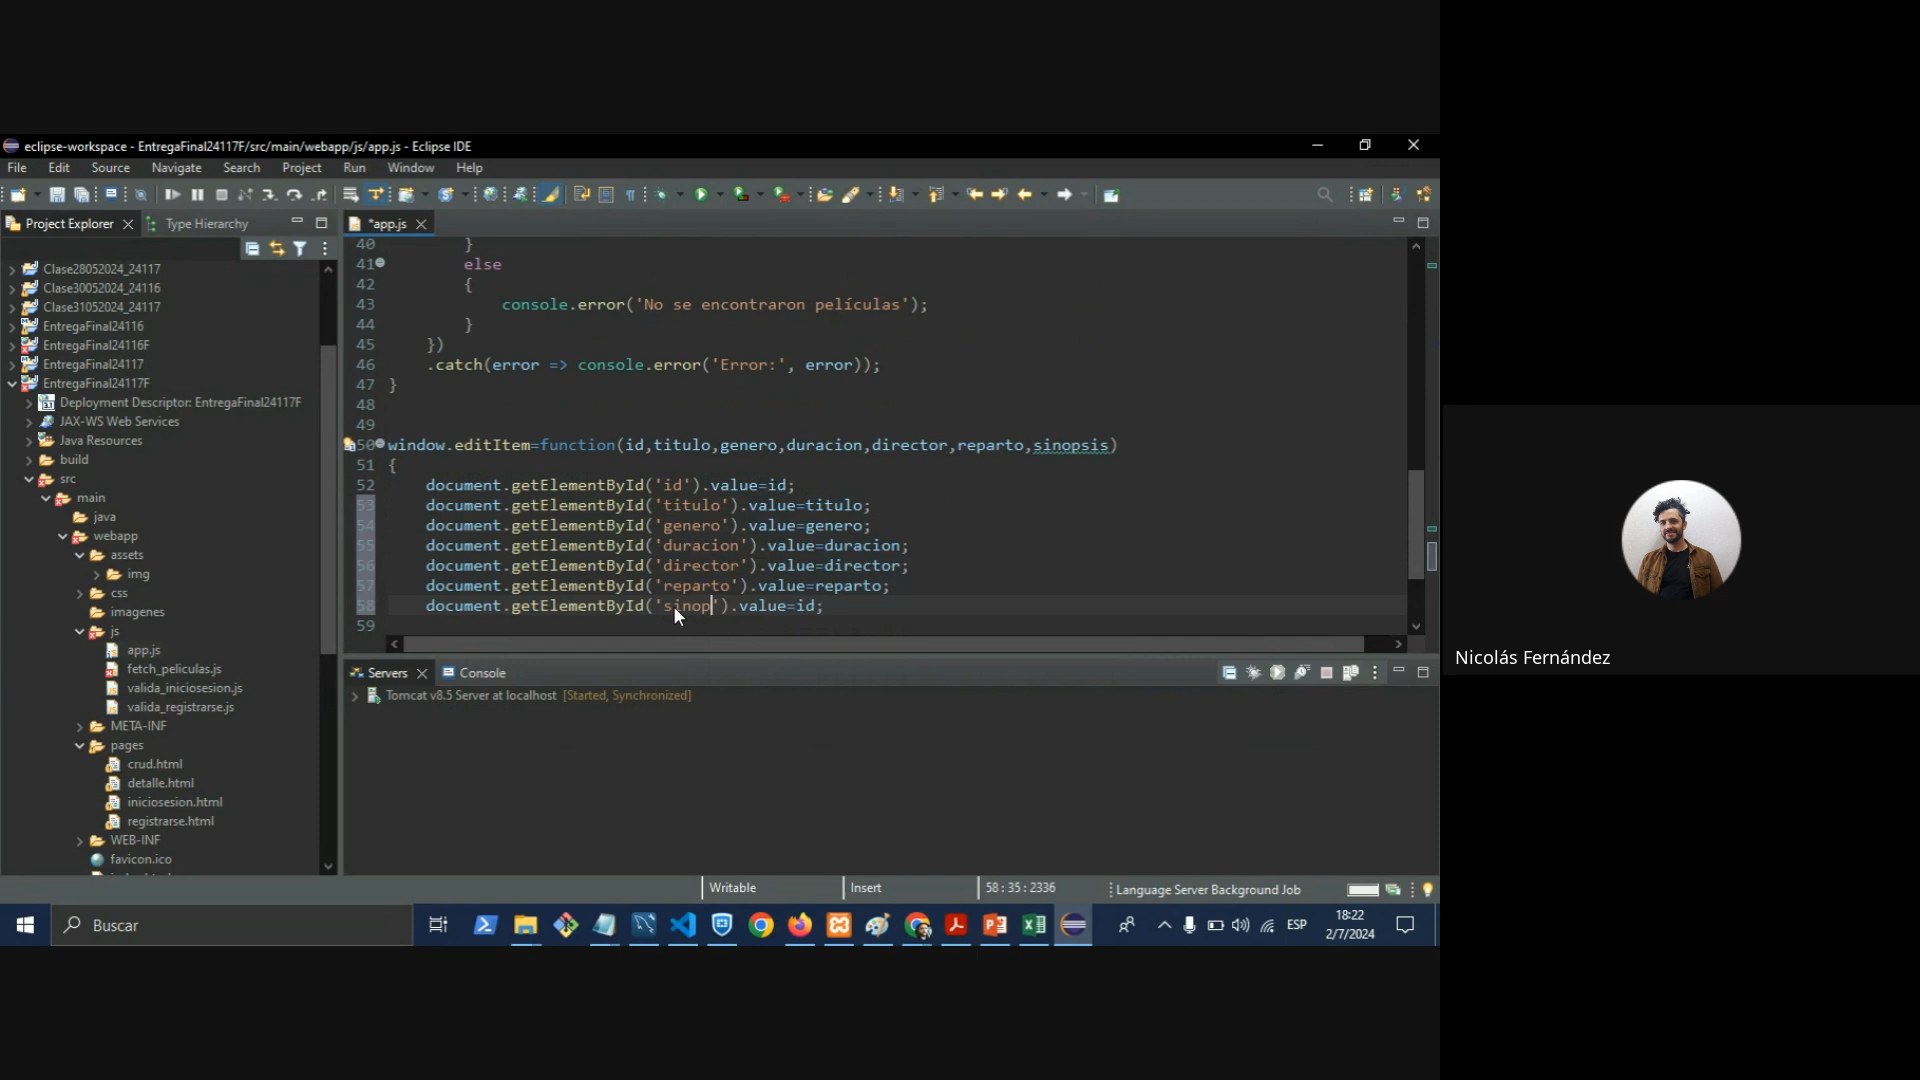 eclipse-workspace - EntregaFinal24117F/src/main/webapp/js/app.js - Eclipse IDE
File Edit Source Navigate Search Project Run Window Help
Project Explorer Type Hierarchy
*app.js
Clase28052024_24117
Clase30052024_24116
Clase31052024_24117
EntregaFinal24116
EntregaFinal24116F
EntregaFinal24117
EntregaFinal24117F
Deployment Descriptor: EntregaFinal24117F
JAX-WS Web Services
Java Resources
build
src
main
java
webapp
assets
img
css
imagenes
js
app.js
fetch_peliculas.js
valida_iniciosesion.js
valida_registrarse.js
META-INF
pages
crud.html
detalle.html
iniciosesion.html
registrarse.html
WEB-INF
favicon.ico
40 }
41 else
42 {
43 console.error('No se encontraron películas');
44 }
45 })
46 .catch(error => console.error('Error:', error));
47 }
48
49
50 window.editItem=function(id,titulo,genero,duracion,director,reparto,sinopsis)
51 {
52 document.getElementById('id').value=id;
53 document.getElementById('titulo').value=titulo;
54 document.getElementById('genero').value=genero;
55 document.getElementById('duracion').value=duracion;
56 document.getElementById('director').value=director;
57 document.getElementById('reparto').value=reparto;
58 document.getElementById('sinop').value=id;
59
Servers Console
Tomcat v8.5 Server at localhost [Started, Synchronized]
Writable Insert 58 : 35 : 2336 Language Server Background Job
Buscar
ESP
18:22
2/7/2024
Nicolás Fernández